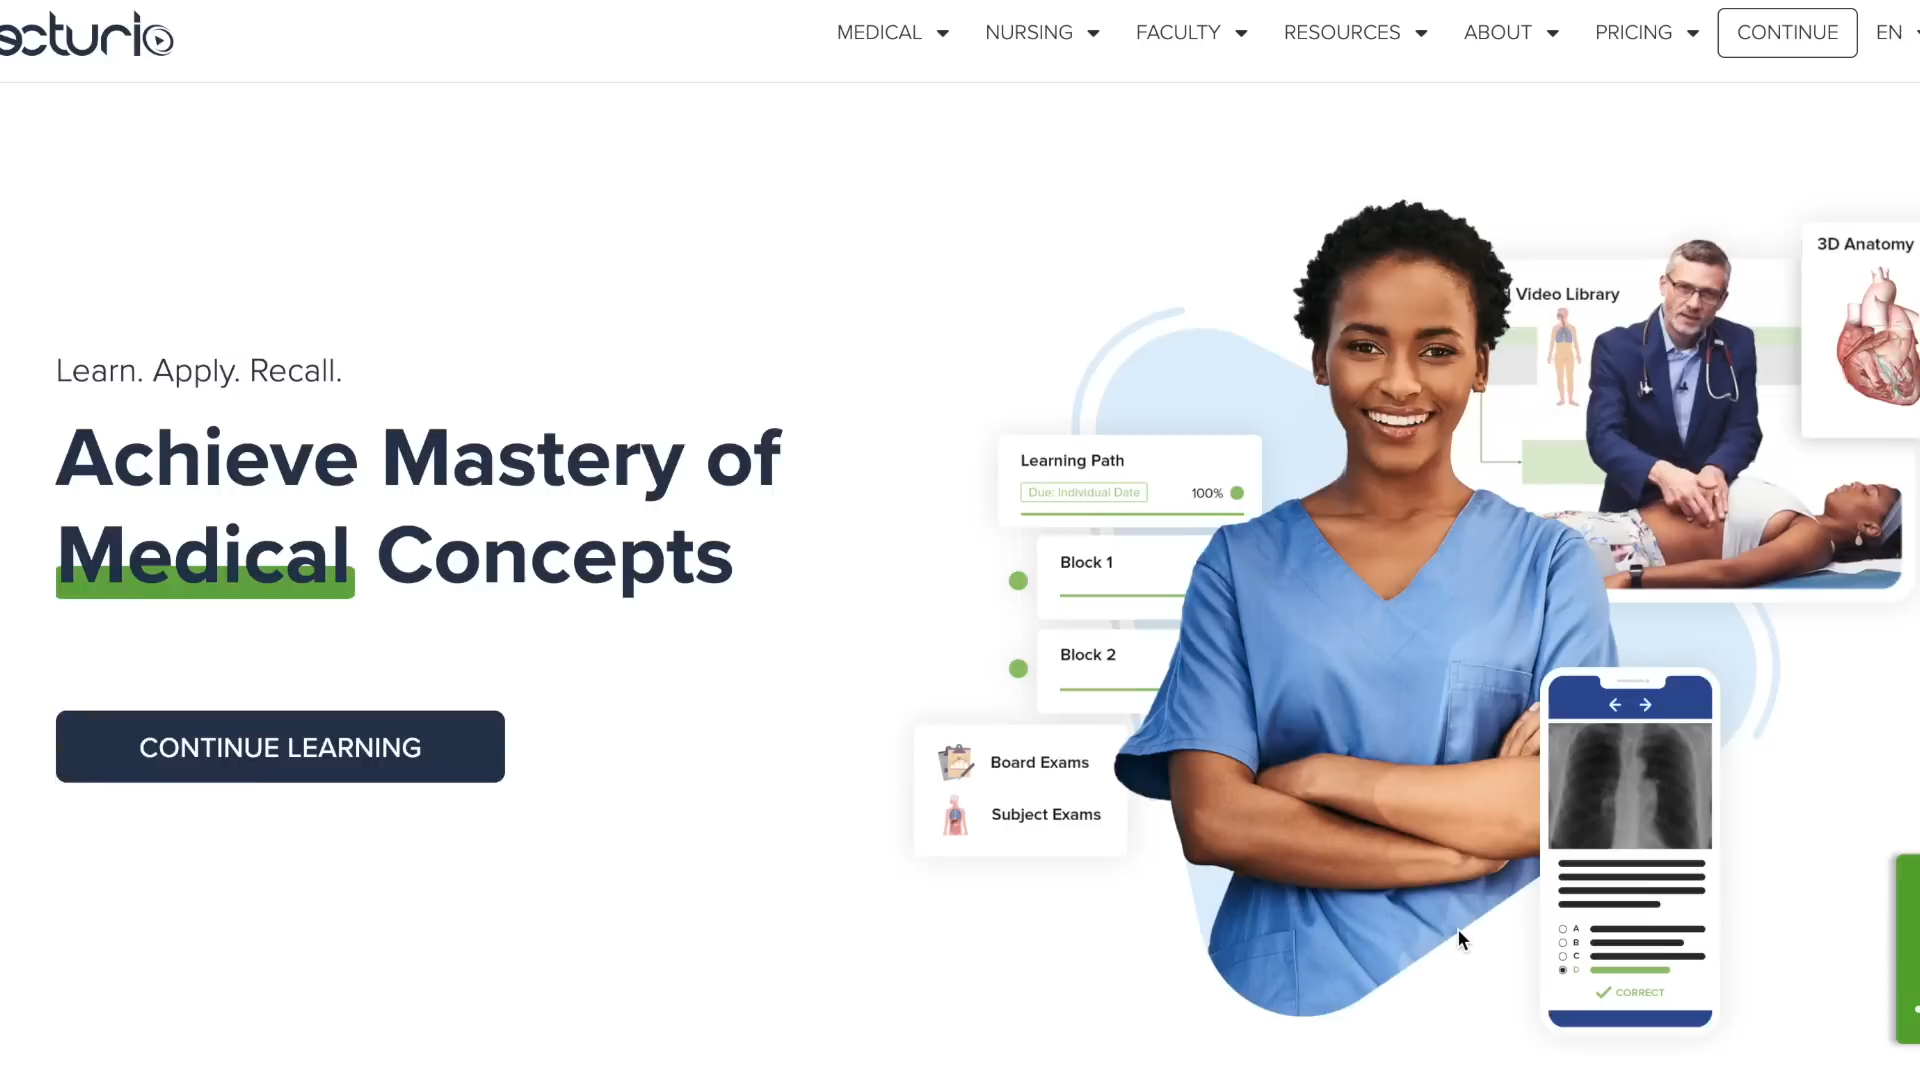 ecturio
MEDICAL
NURSING
FACULTY
RESOURCES
ABOUT
PRICING
CONTINUE
EN
Learn. Apply. Recall.
Achieve Mastery of
Medical Concepts
CONTINUE LEARNING
Learning Path
Due: Individual Date
100%
Block 1
Block 2
Board Exams
Subject Exams
Video Library
3D Anatomy
A
B
C
D
CORRECT